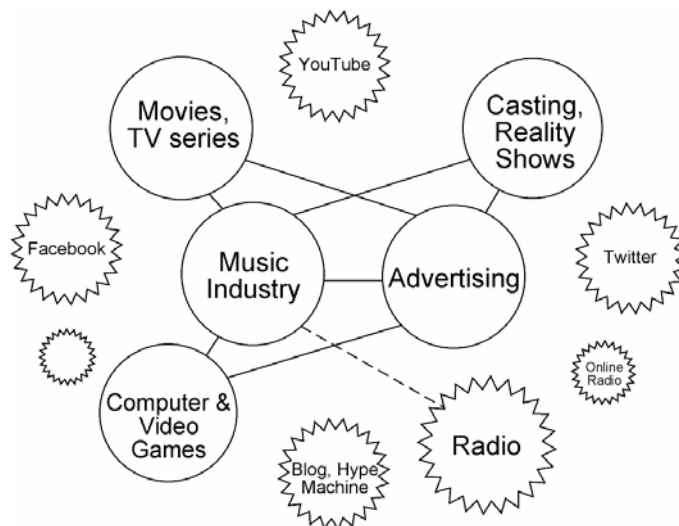 YouTube
Movies,
TV series
Casting,
Reality
Shows
Facebook
Music
Industry
Advertising
Twitter
Online
Radio
Computer &
Video
Games
Blog, Hype
Machine
Radio